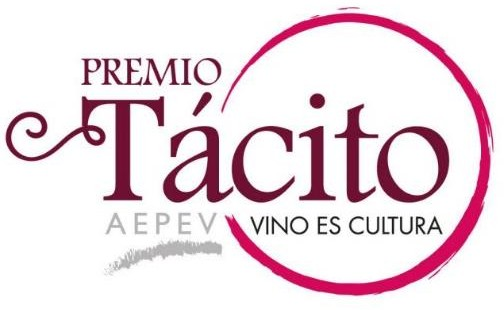 PREMIO
Tácito
AEPEV VINO ES CULTURA